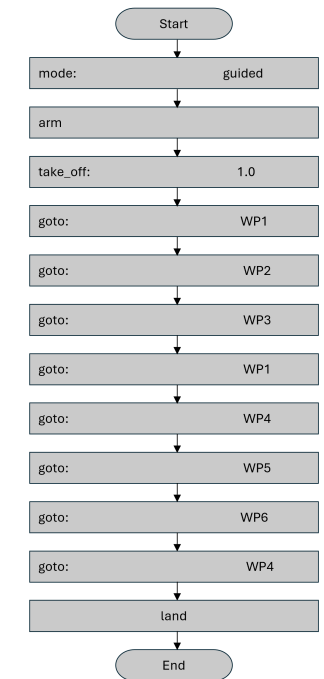 Start
mode: guided
arm
take_off: 1.0
goto: WP1
goto: WP2
goto: WP3
goto: WP1
goto: WP4
goto: WP5
goto: WP6
goto: WP4
land
End